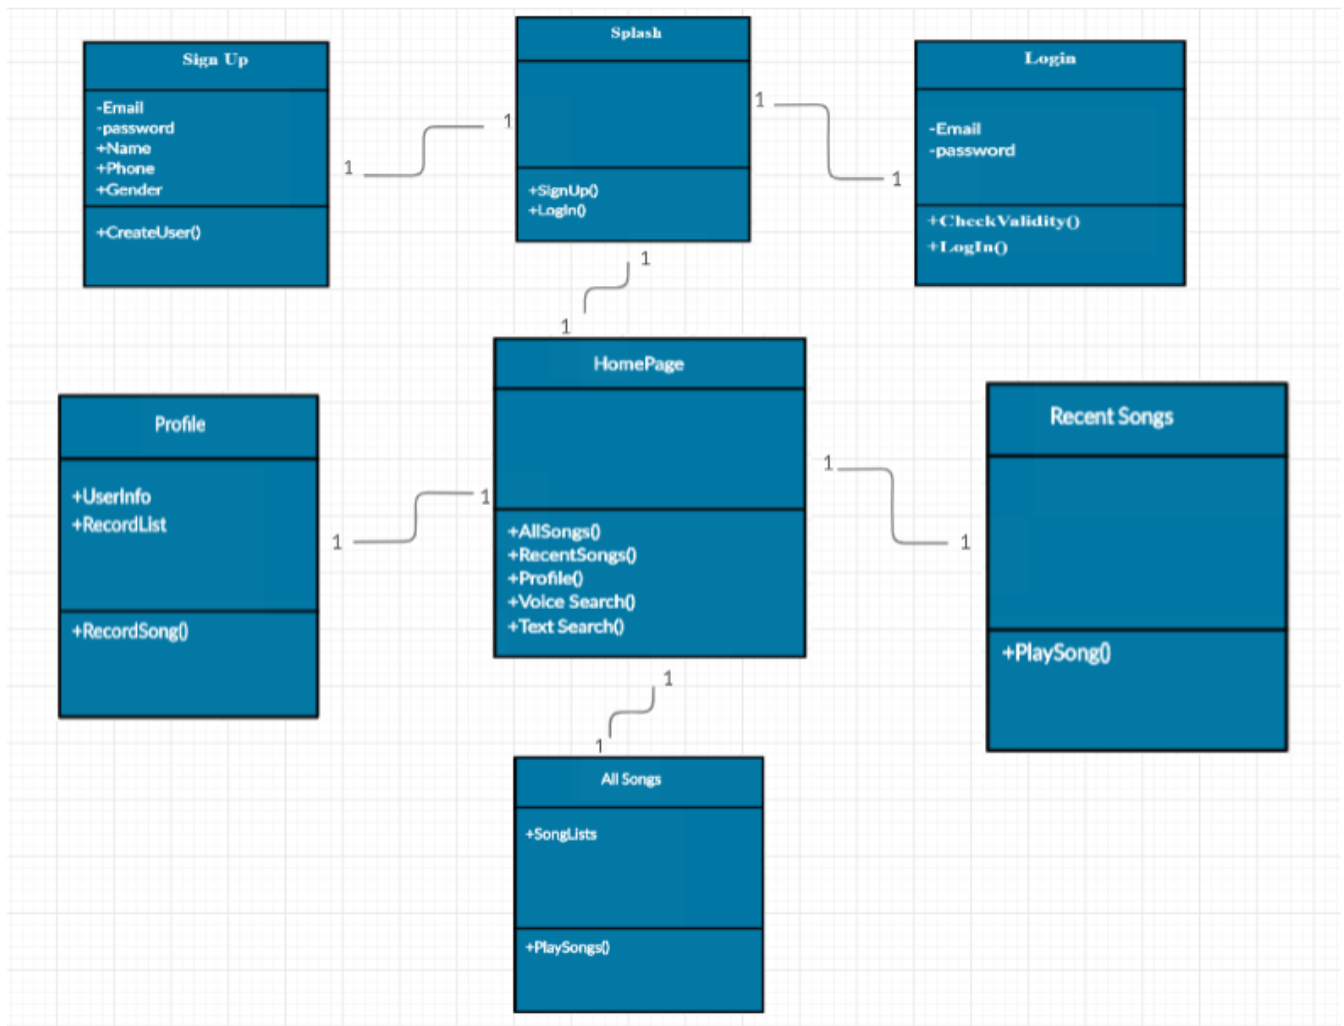 Sign Up
-Email
-password
+Name
+Phone
+Gender
+CreateUser()
1
1
Splash
+SignUp()
+LogIn()
1
1
Login
-Email
-password
+CheckValidity()
+LogIn()
1
1
HomePage
+AllSongs()
+RecentSongs()
+Profile()
+Voice Search()
+Text Search()
Profile
+UserInfo
+RecordList
+RecordSong()
1
1
1
1
Recent Songs
+PlaySong()
1
1
All Songs
+SongLists
+PlaySongs()